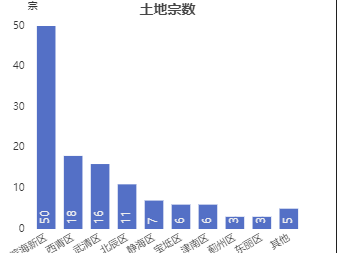 宗
土地宗数
50
40
30
20
10
0
50
18
16
11
7
6
6
3
3
5
滨海新区
西青区
武清区
北辰区
静海区
宝坻区
津南区
蓟州区
东丽区
其他